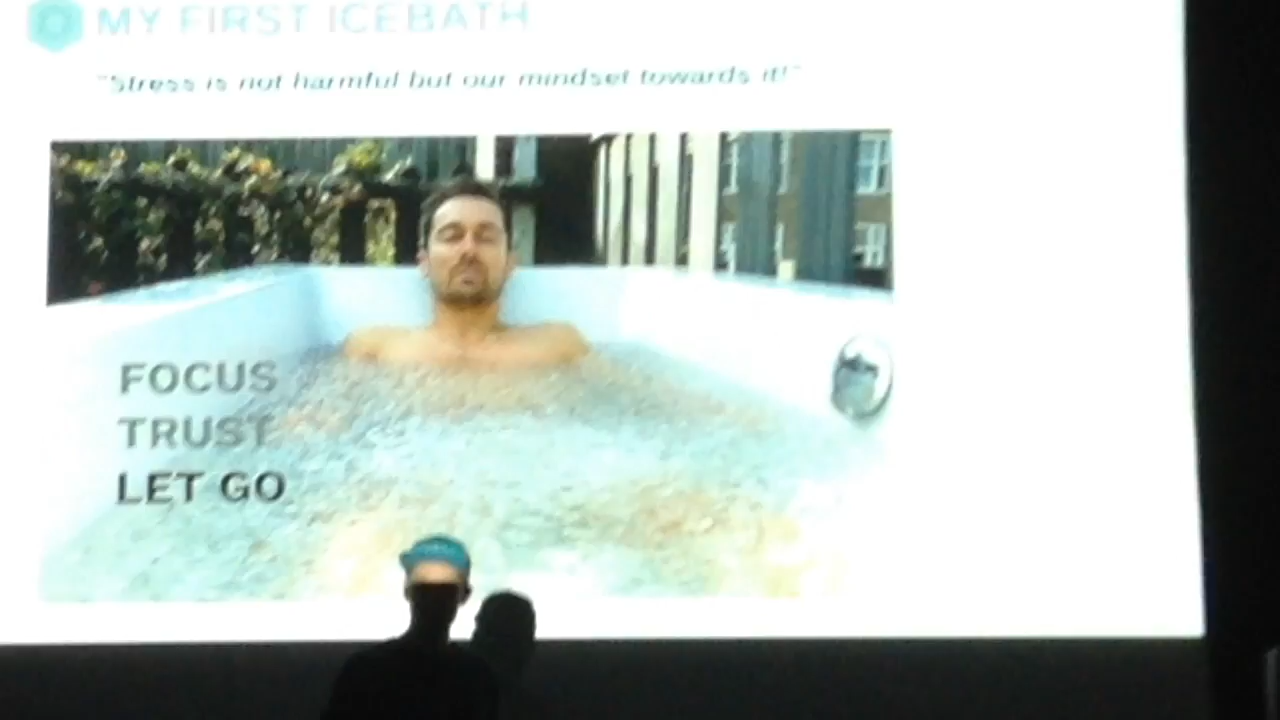 MY FIRST ICEBATH
"Stress is not harmful but our mindset towards it!"
FOCUS
TRUST
LET GO